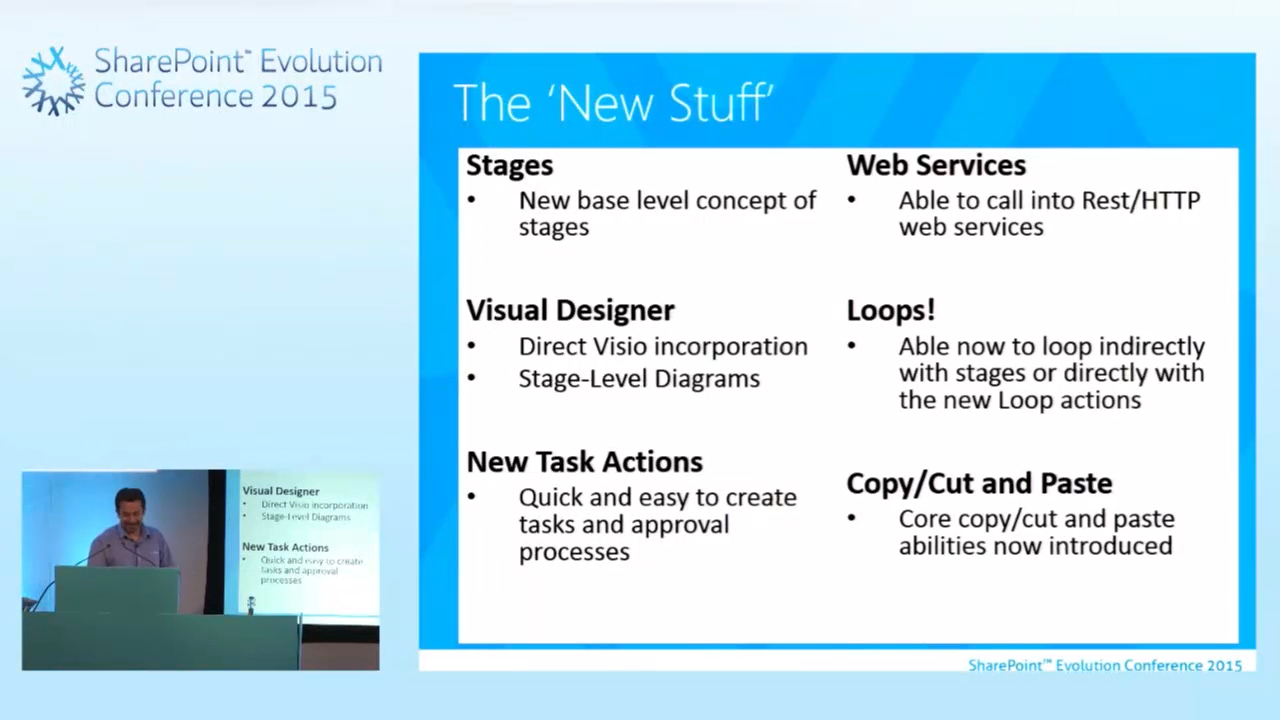 SharePoint™ Evolution
Conference 2015
The ‘New Stuff’
Stages
• New base level concept of
stages
Visual Designer
• Direct Visio incorporation
• Stage-Level Diagrams
New Task Actions
• Quick and easy to create
tasks and approval
processes
Web Services
• Able to call into Rest/HTTP
web services
Loops!
• Able now to loop indirectly
with stages or directly with
the new Loop actions
Copy/Cut and Paste
• Core copy/cut and paste
abilities now introduced
SharePoint™ Evolution Conference 2015
Visual Designer
• Direct Visio incorporation
• Stage-Level Diagrams
New Task Actions
• Quick and easy to create
tasks and approval
processes